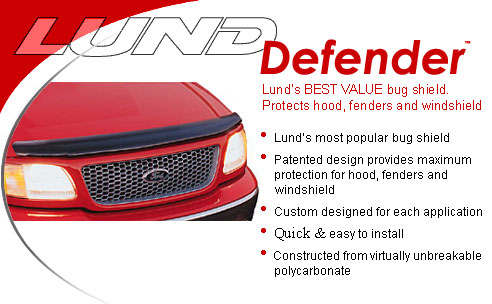 LUND
Defender™
Lund's BEST VALUE bug shield.
Protects hood, fenders and windshield
• Lund's most popular bug shield
• Patented design provides maximum
protection for hood, fenders and
windshield
• Custom designed for each application
• Quick & easy to install
• Constructed from virtually unbreakable
polycarbonate